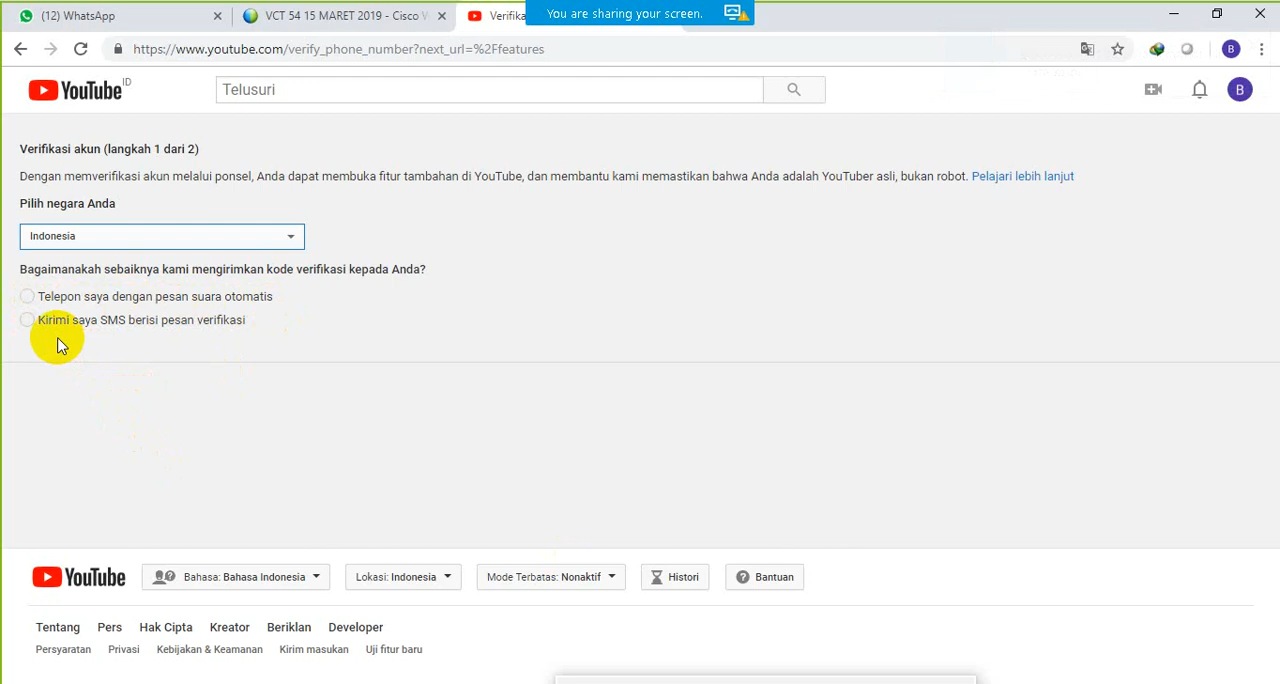 (12) WhatsApp
VCT 54 15 MARET 2019 - Cisco W
Verifika
You are sharing your screen.
https://www.youtube.com/verify_phone_number?next_url=%2Ffeatures
B
YouTube ID
Telusuri
B
Verifikasi akun (langkah 1 dari 2)
Dengan memverifikasi akun melalui ponsel, Anda dapat membuka fitur tambahan di YouTube, dan membantu kami memastikan bahwa Anda adalah YouTuber asli, bukan robot. Pelajari lebih lanjut
Pilih negara Anda
Indonesia
Bagaimanakah sebaiknya kami mengirimkan kode verifikasi kepada Anda?
Telepon saya dengan pesan suara otomatis
Kirimi saya SMS berisi pesan verifikasi
YouTube
Bahasa: Bahasa Indonesia
Lokasi: Indonesia
Mode Terbatas: Nonaktif
Histori
Bantuan
Tentang Pers Hak Cipta Kreator Beriklan Developer
Persyaratan Privasi Kebijakan & Keamanan Kirim masukan Uji fitur baru